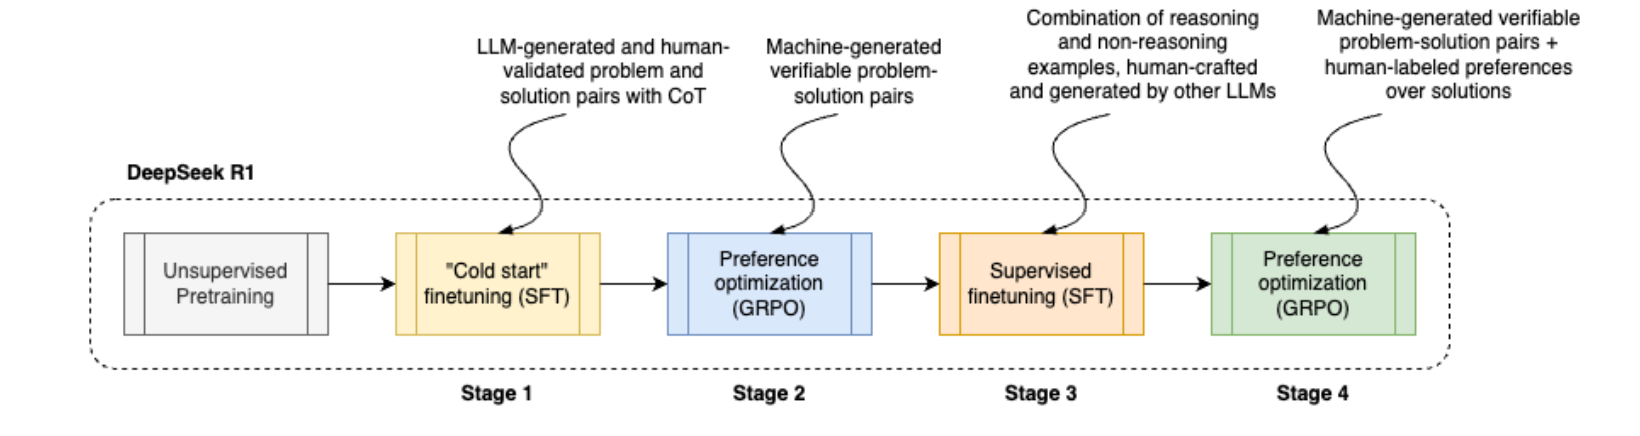 LLM-generated and human-
validated problem and
solution pairs with CoT
Machine-generated
verifiable problem-
solution pairs
Combination of reasoning
and non-reasoning
examples, human-crafted
and generated by other LLMs
Machine-generated verifiable
problem-solution pairs +
human-labeled preferences
over solutions
DeepSeek R1
Unsupervised
Pretraining
"Cold start"
finetuning (SFT)
Preference
optimization
(GRPO)
Supervised
finetuning (SFT)
Preference
optimization
(GRPO)
Stage 1
Stage 2
Stage 3
Stage 4